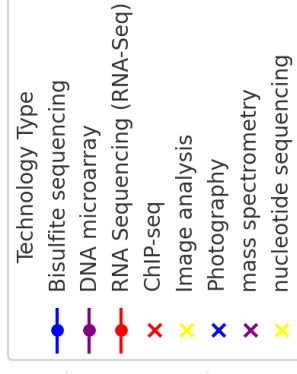 Technology Type
Bisulfite sequencing
DNA microarray
RNA Sequencing (RNA-Seq)
ChIP-seq
Image analysis
Photography
mass spectrometry
nucleotide sequencing